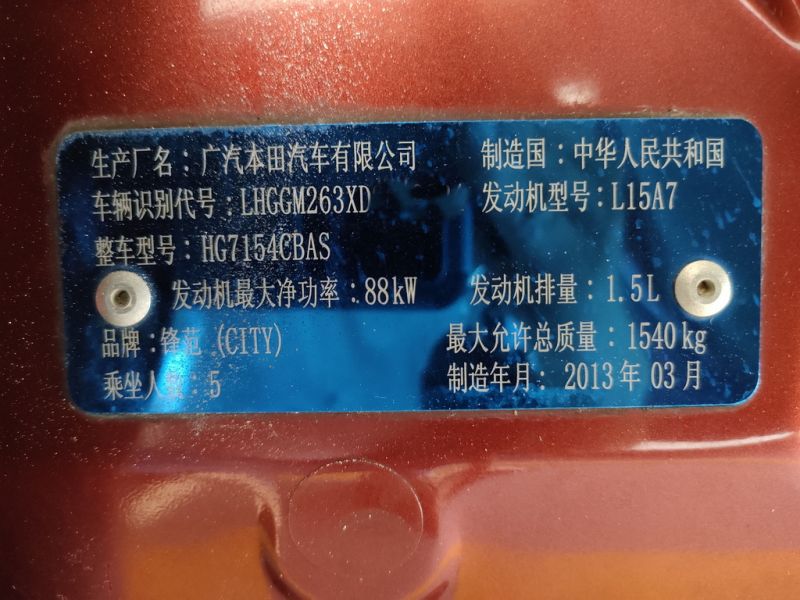 生产厂名：广汽本田汽车有限公司 制造国：中华人民共和国
车辆识别代号：LHGGM263XD 发动机型号：L15A7
整车型号：HG7154CBAS
发动机最大净功率：88kW 发动机排量：1.5L
品牌：锋范 (CITY) 最大允许总质量：1540kg
乘坐人数：5 制造年月：2013年03月